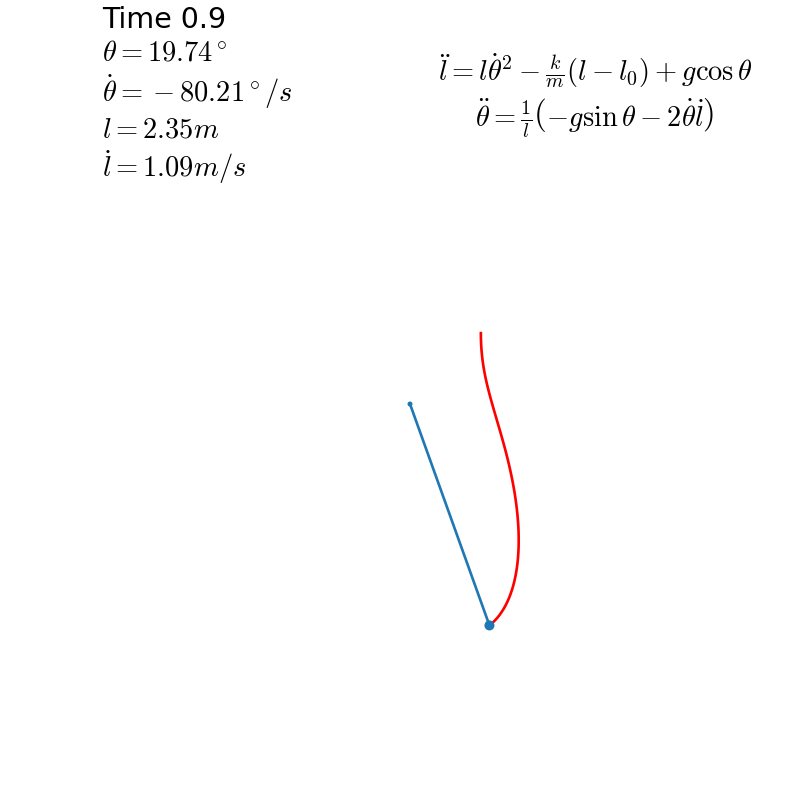 Time 0.9
θ = 19.74°
θ̇ = −80.21°/s
l = 2.35m
l̇ = 1.09m/s
l̈ = lθ̇² − k/m(l − l₀) + g cos θ
θ̈ = 1/l(−g sin θ − 2θ̇l̇)